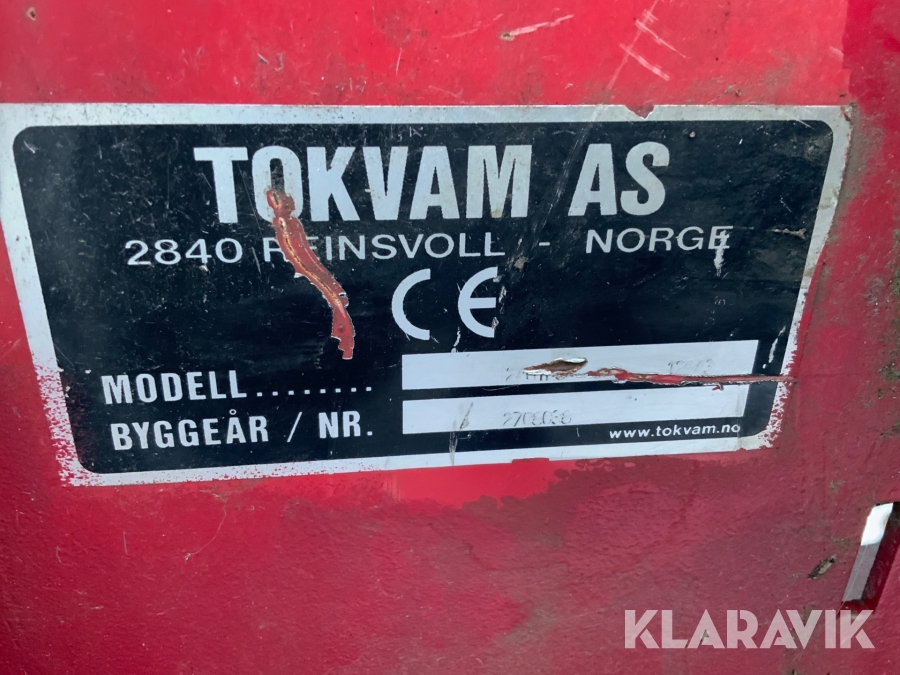 TOKVAM AS
2840 REINSVOLL - NORGE
CE
MODELL........
BYGGEÅR / NR.
www.tokvam.no
KLARAVIK